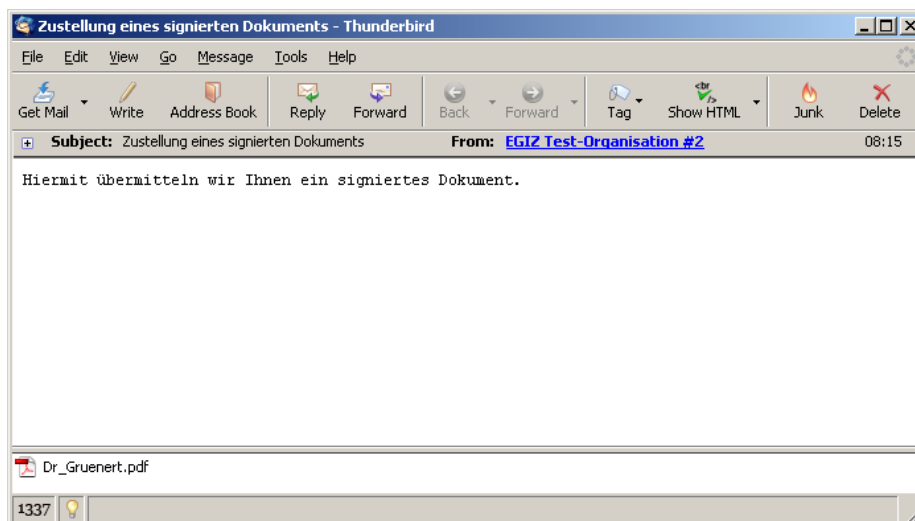 Zustellung eines signierten Dokuments - Thunderbird
File Edit View Go Message Tools Help
Get Mail Write Address Book Reply Forward Back Forward Tag Show HTML Junk Delete
Subject: Zustellung eines signierten Dokuments From: EGIZ Test-Organisation #2 08:15
Hiermit übermitteln wir Ihnen ein signiertes Dokument.
Dr_Gruenert.pdf
1337